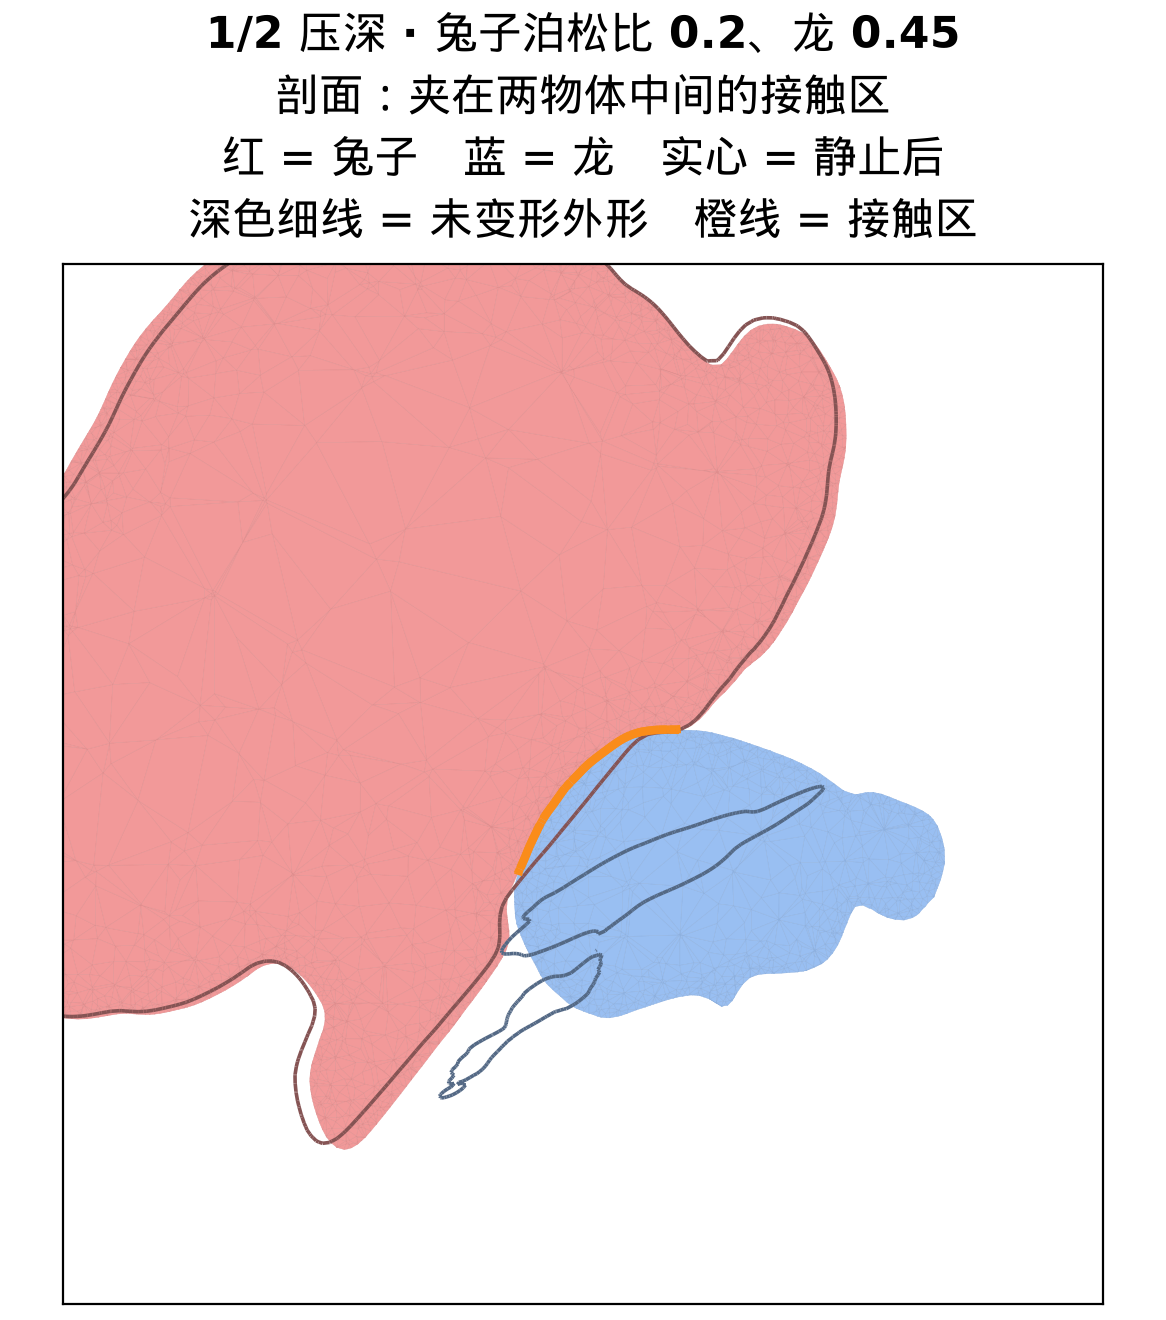 1/2 压深 · 兔子泊松比 0.2、龙 0.45
剖面：夹在两物体中间的接触区
红 = 兔子　蓝 = 龙　实心 = 静止后
深色细线 = 未变形外形　橙线 = 接触区